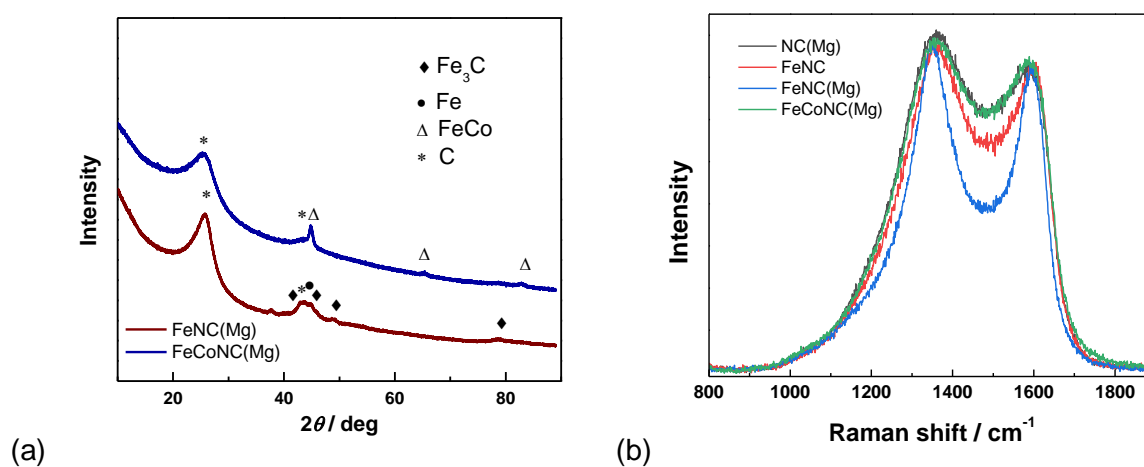 ♦ Fe₃C
● Fe
Δ FeCo
* C
*
*
* Δ
Δ
Δ
♦ * ● ♦
♦
♦
Intensity
FeNC(Mg)
FeCoNC(Mg)
20 40 60 80
2θ / deg
(a)
NC(Mg)
FeNC
FeNC(Mg)
FeCoNC(Mg)
Intensity
800 1000 1200 1400 1600 1800
Raman shift / cm⁻¹
(b)